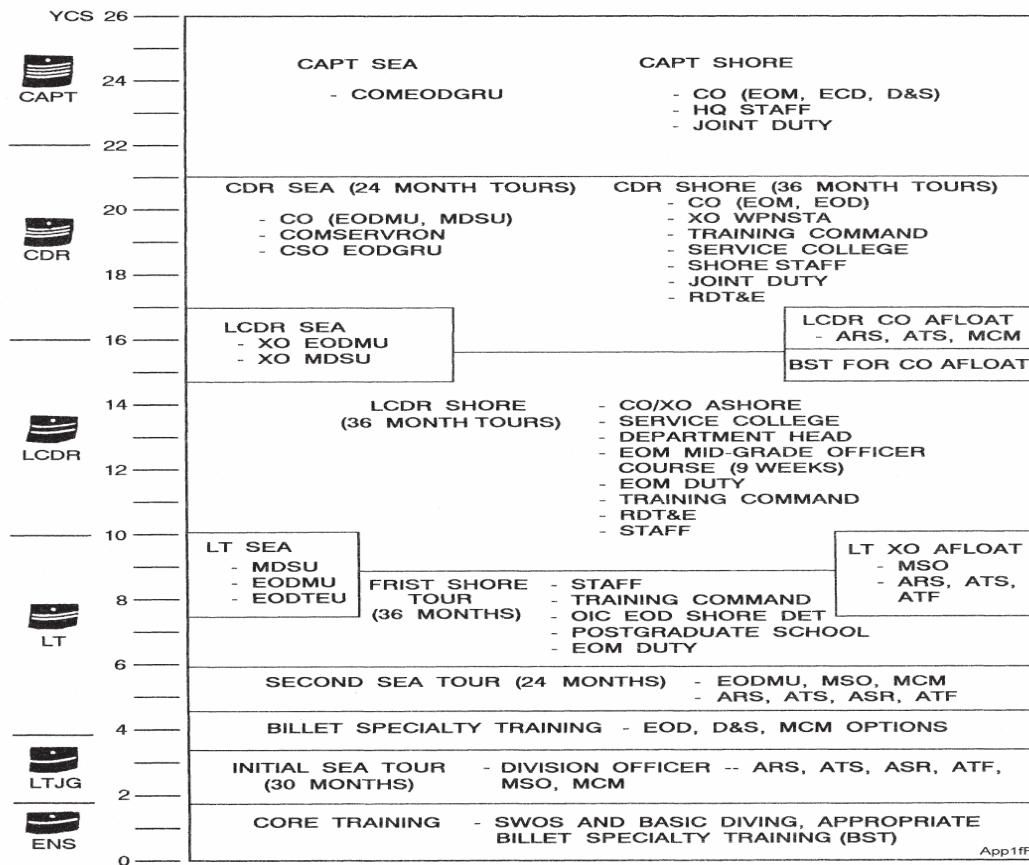 YCS 26
24
CAPT
22
CAPT SEA
- COMEODGRU
CAPT SHORE
- CO (EOM, ECD, D&S)
- HQ STAFF
- JOINT DUTY
20
CDR
18
CDR SEA (24 MONTH TOURS)
- CO (EODMU, MDSU)
- COMSERVRON
- CSO EODGRU
CDR SHORE (36 MONTH TOURS)
- CO (EOM, EOD)
- XO WPNSTA
- TRAINING COMMAND
- SERVICE COLLEGE
- SHORE STAFF
- JOINT DUTY
- RDT&E
16
LCDR SEA
- XO EODMU
- XO MDSU
LCDR CO AFLOAT
- ARS, ATS, MCM
BST FOR CO AFLOAT
14
LCDR
12
10
LCDR SHORE
(36 MONTH TOURS)
- CO/XO ASHORE
- SERVICE COLLEGE
- DEPARTMENT HEAD
- EOM MID-GRADE OFFICER
COURSE (9 WEEKS)
- EOM DUTY
- TRAINING COMMAND
- RDT&E
- STAFF
LT SEA
- MDSU
- EODMU
- EODTEU
LT XO AFLOAT
- MSO
- ARS, ATS,
ATF
8
LT
6
FRIST SHORE
TOUR
(36 MONTHS)
- STAFF
- TRAINING COMMAND
- OIC EOD SHORE DET
- POSTGRADUATE SCHOOL
- EOM DUTY
SECOND SEA TOUR (24 MONTHS) - EODMU, MSO, MCM
- ARS, ATS, ASR, ATF
4
BILLET SPECIALTY TRAINING - EOD, D&S, MCM OPTIONS
LTJG
2
INITIAL SEA TOUR - DIVISION OFFICER -- ARS, ATS, ASR, ATF,
(30 MONTHS) MSO, MCM
ENS
0
CORE TRAINING - SWOS AND BASIC DIVING, APPROPRIATE
BILLET SPECIALTY TRAINING (BST)